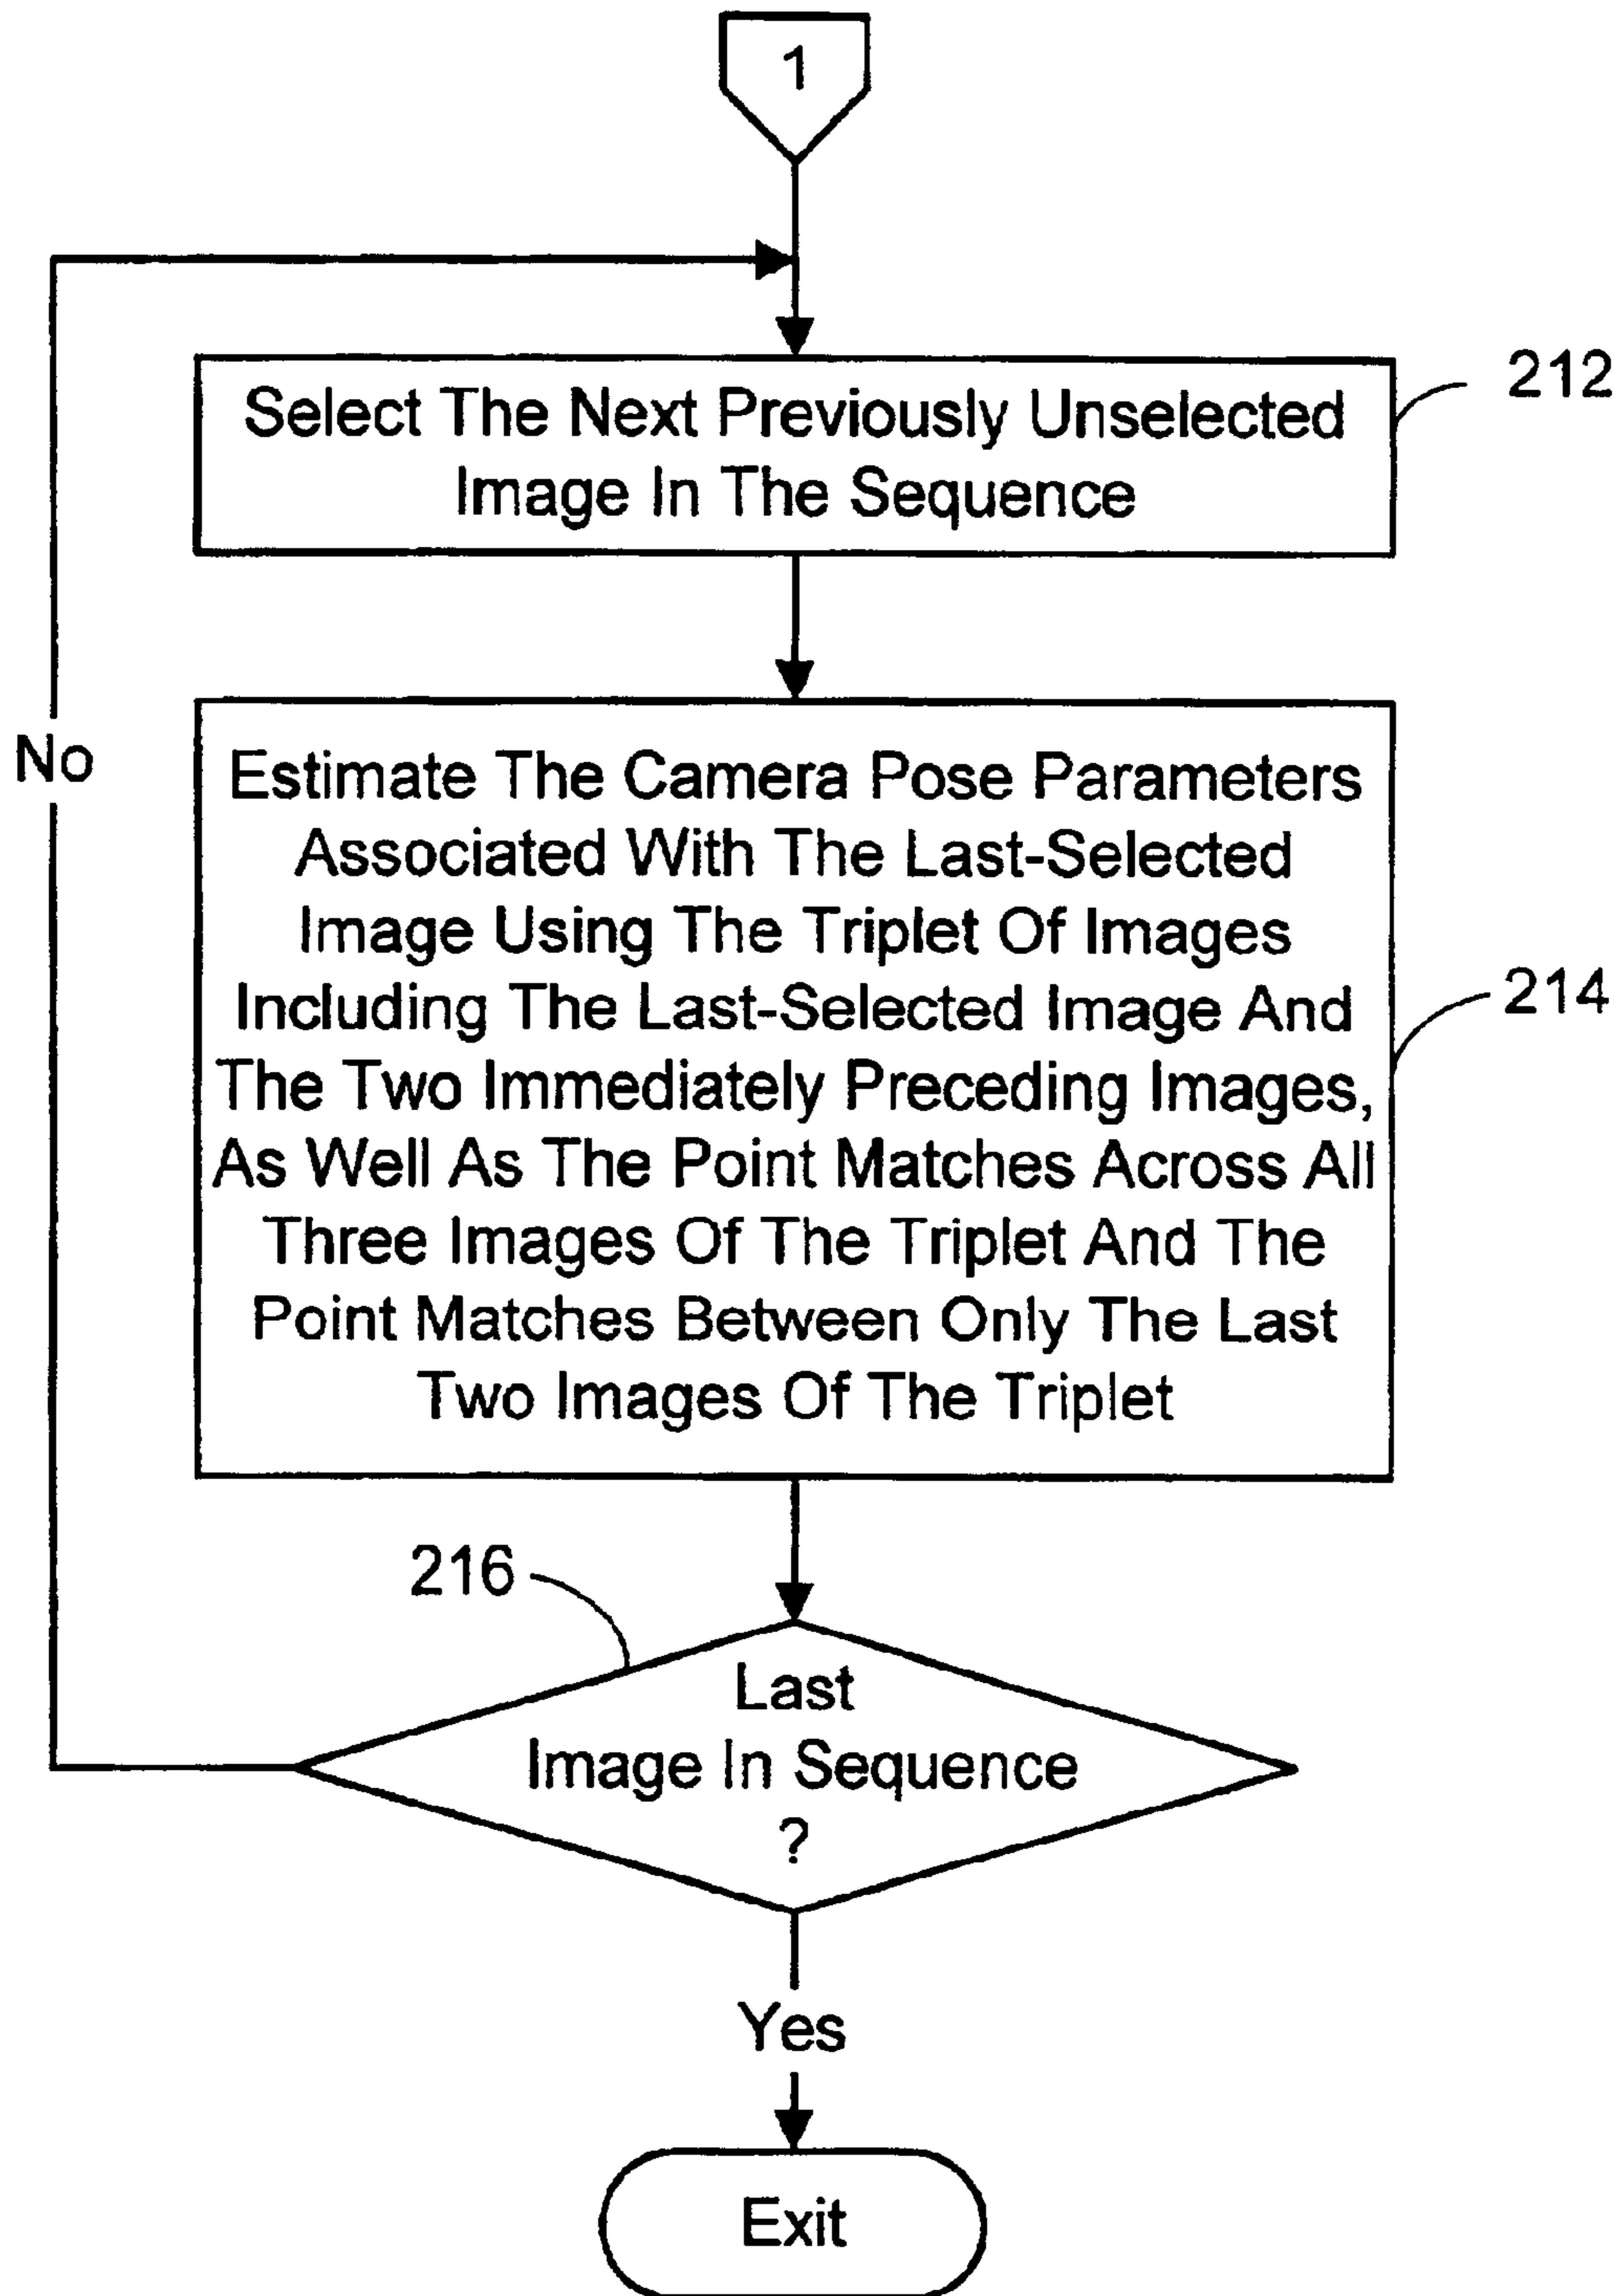 1
212
Select The Next Previously Unselected
Image In The Sequence
No
Estimate The Camera Pose Parameters
Associated With The Last-Selected
Image Using The Triplet Of Images
Including The Last-Selected Image And
The Two Immediately Preceding Images,
As Well As The Point Matches Across All
Three Images Of The Triplet And The
Point Matches Between Only The Last
Two Images Of The Triplet
214
216
Last
Image In Sequence
?
Yes
Exit